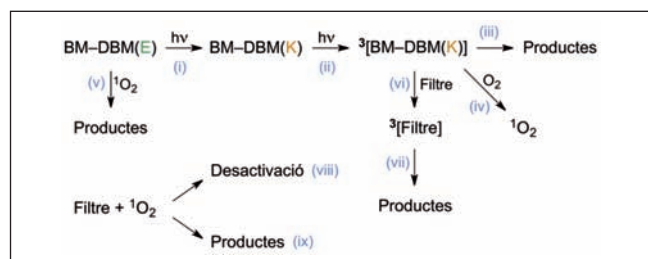 BM–DBM(E) hν (i) BM–DBM(K) hν (ii) ³[BM–DBM(K)] (iii) Productes
(v) ¹O₂ (vi) Filtre O₂ (iv)
Productes ³[Filtre] ¹O₂
Desactivació (viii) (vii)
Filtre + ¹O₂ Productes
Productes (ix)